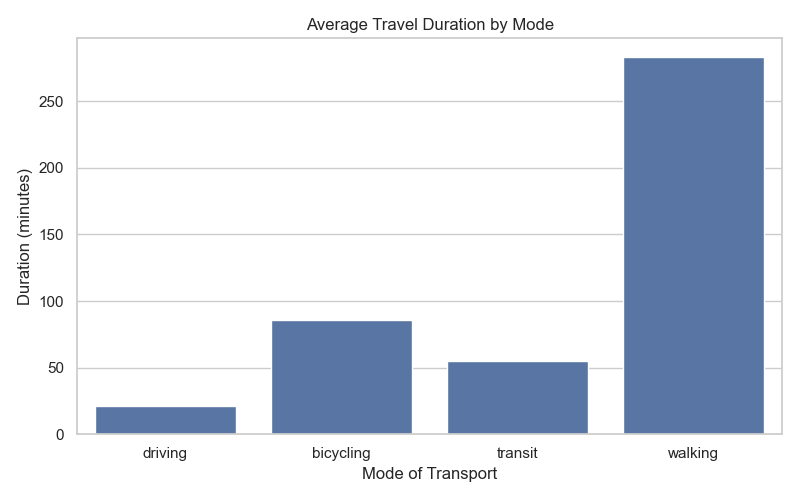 Average Travel Duration by Mode
Duration (minutes)
250
200
150
100
50
0
driving bicycling transit walking
Mode of Transport